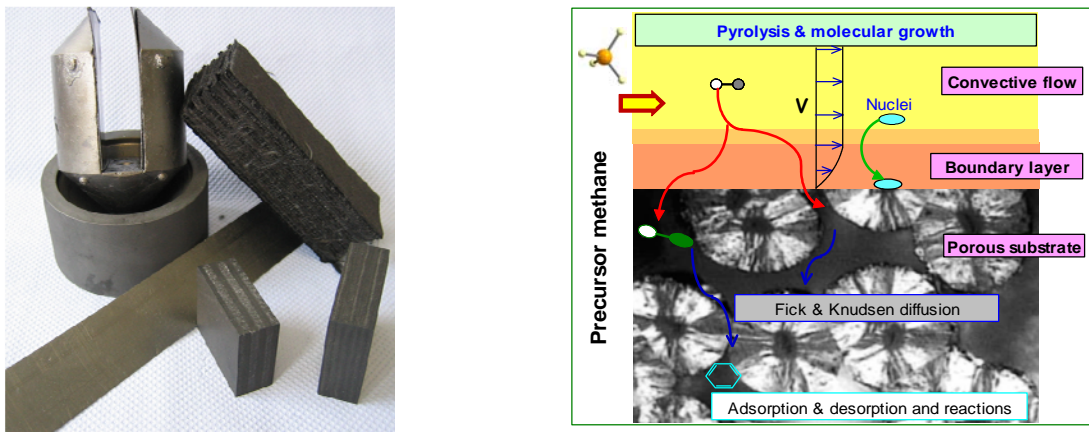 Pyrolysis & molecular growth
Convective flow
V
Nuclei
Boundary layer
Precursor methane
Porous substrate
Fick & Knudsen diffusion
Adsorption & desorption and reactions